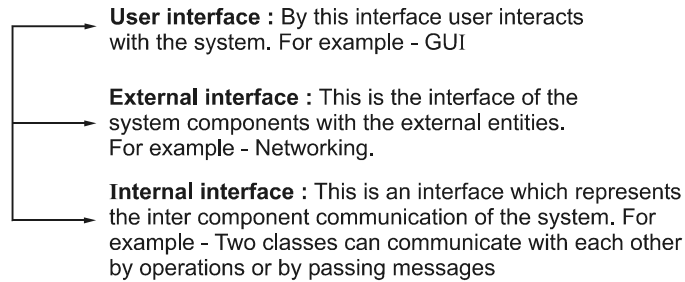 User interface : By this interface user interacts
with the system. For example - GUI
External interface : This is the interface of the
system components with the external entities.
For example - Networking.
Internal interface : This is an interface which represents
the inter component communication of the system. For
example - Two classes can communicate with each other
by operations or by passing messages